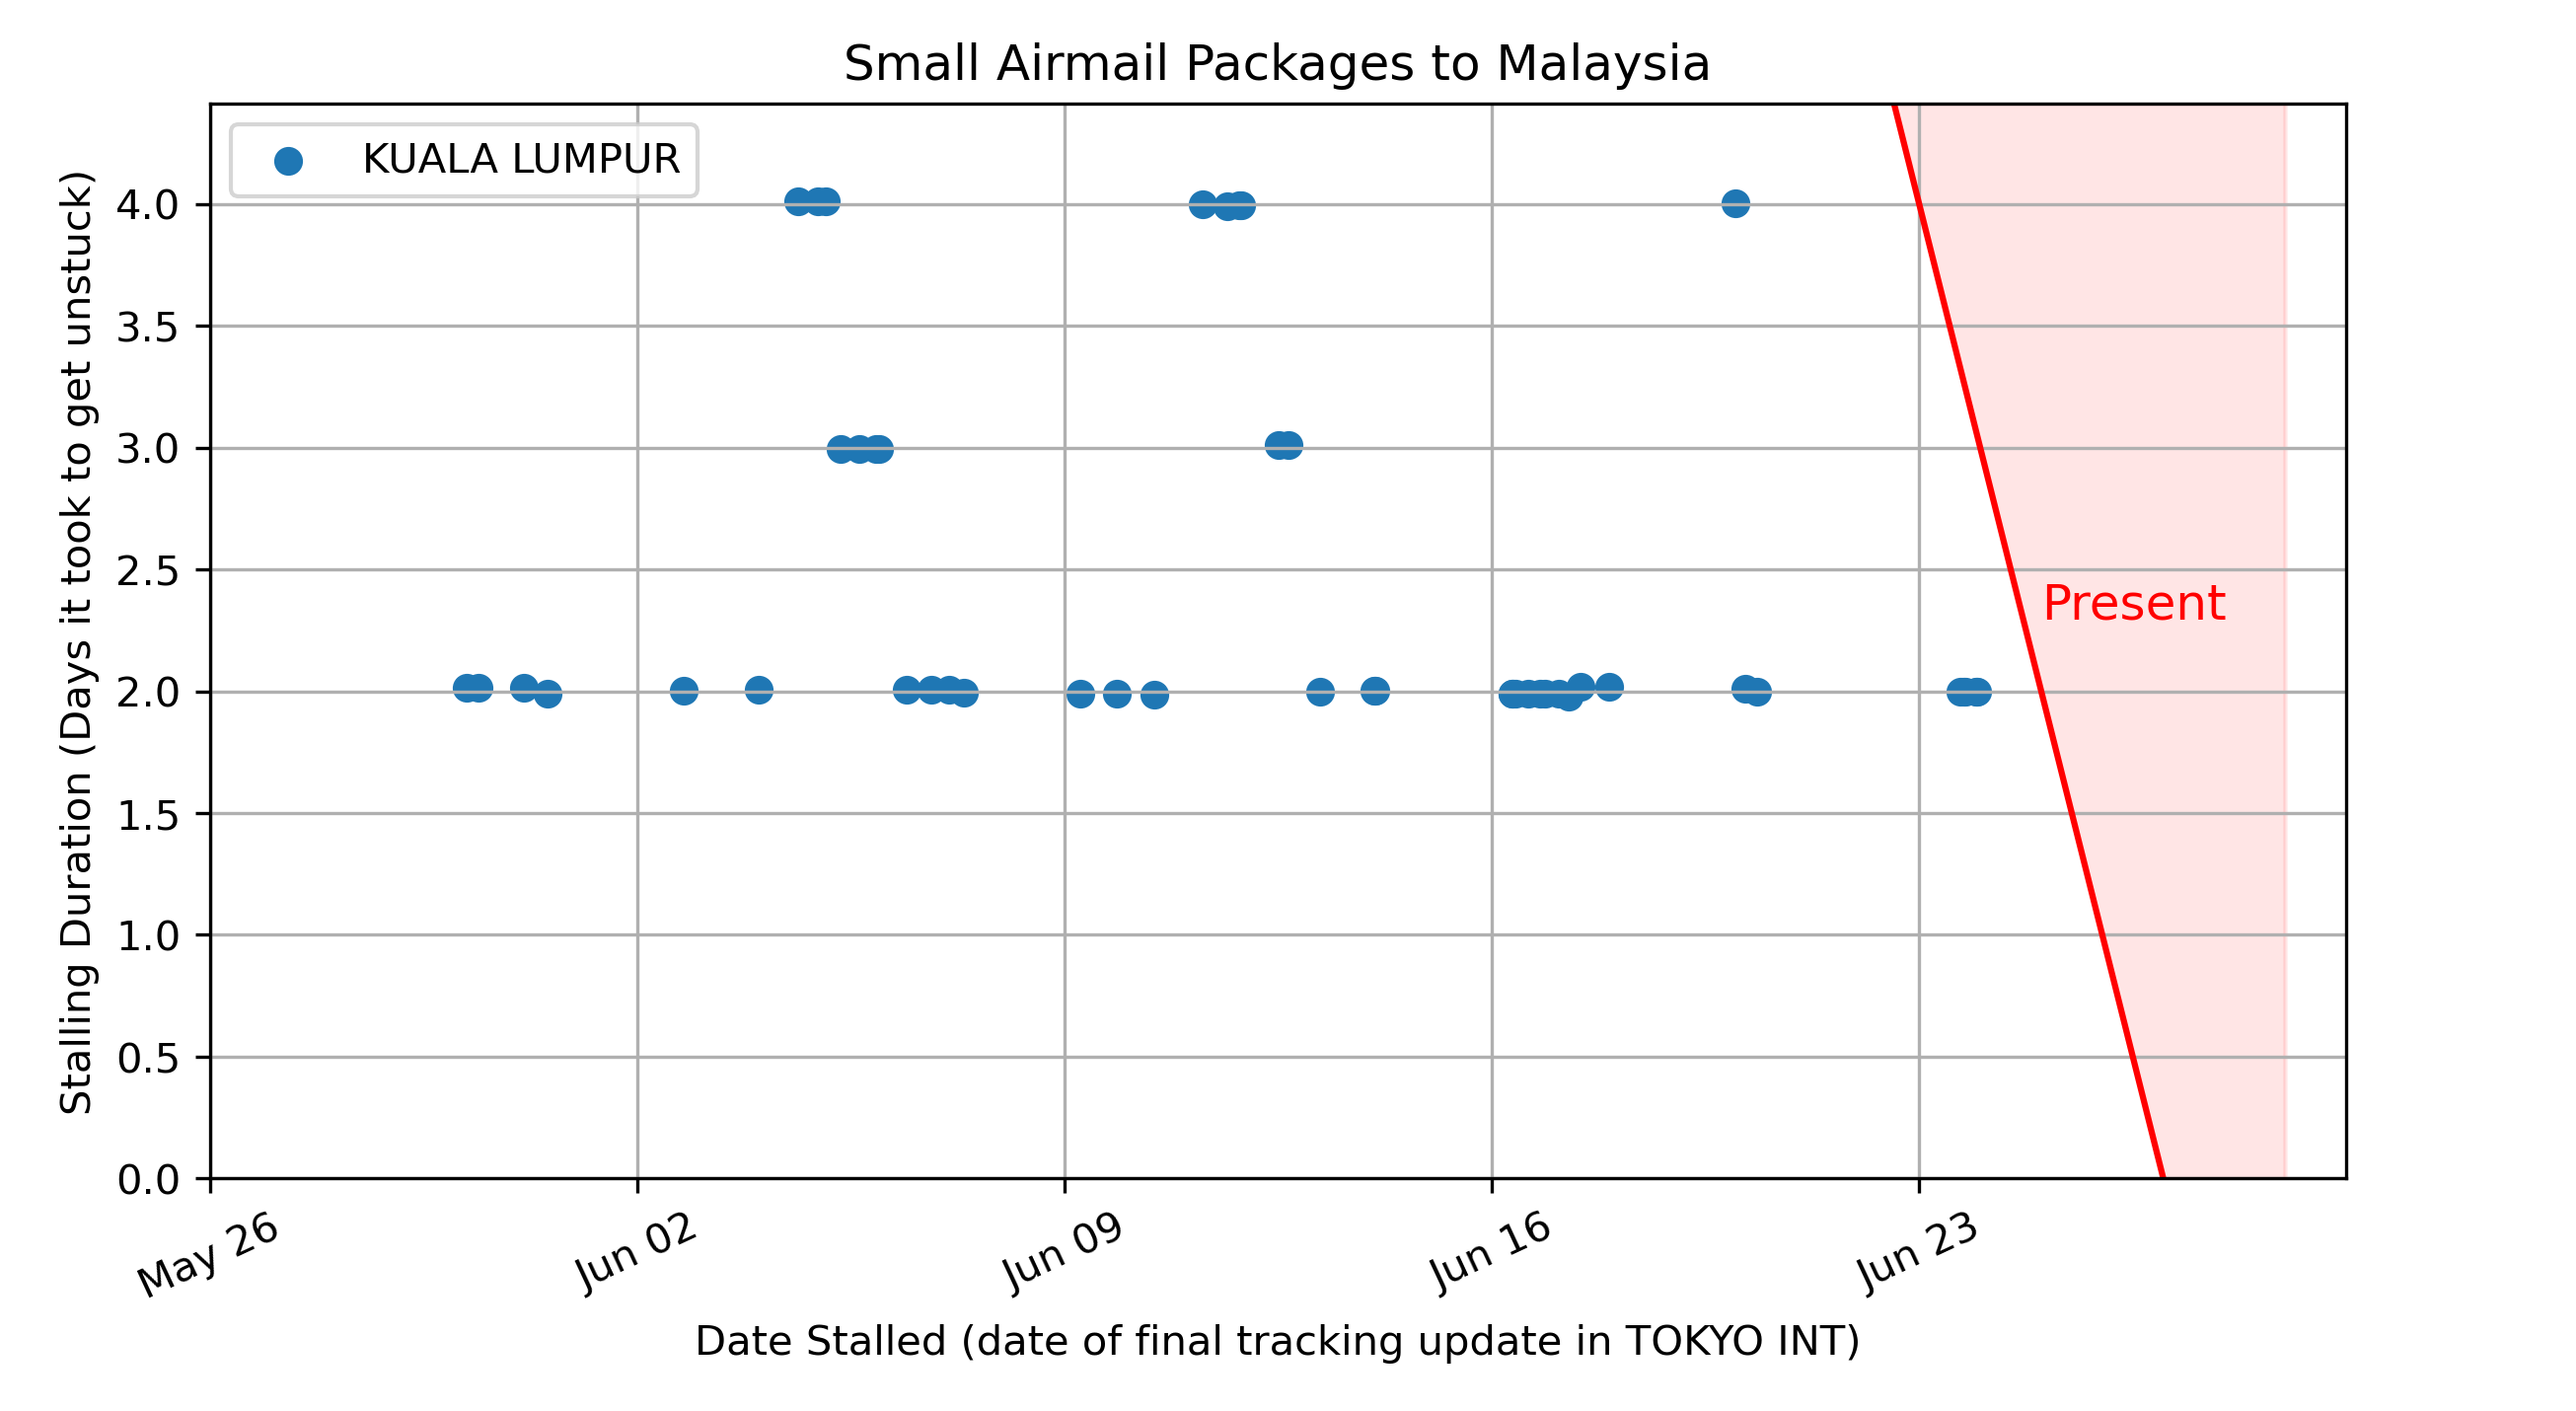 Small Airmail Packages to Malaysia
KUALA LUMPUR
Stalling Duration (Days it took to get unstuck)
4.0
3.5
3.0
2.5
2.0
1.5
1.0
0.5
0.0
Present
May 26
Jun 02
Jun 09
Jun 16
Jun 23
Date Stalled (date of final tracking update in TOKYO INT)